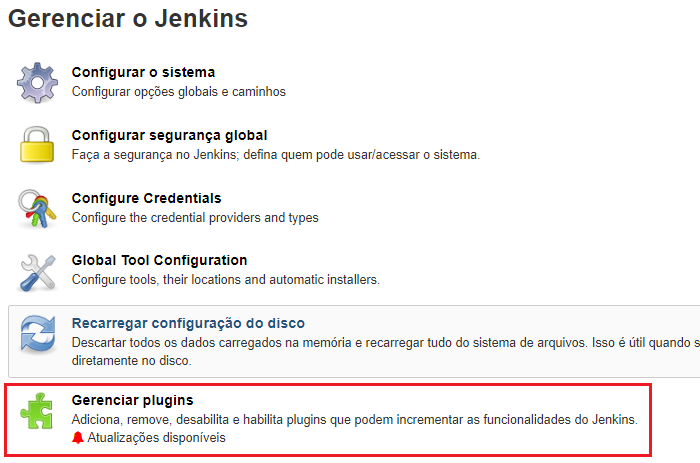 Gerenciar o Jenkins
Configurar o sistema
Configurar opções globais e caminhos
Configurar segurança global
Faça a segurança no Jenkins; defina quem pode usar/acessar o sistema.
Configure Credentials
Configure the credential providers and types
Global Tool Configuration
Configure tools, their locations and automatic installers.
Recarregar configuração do disco
Descartar todos os dados carregados na memória e recarregar tudo do sistema de arquivos. Isso é útil quando s
diretamente no disco.
Gerenciar plugins
Adiciona, remove, desabilita e habilita plugins que podem incrementar as funcionalidades do Jenkins.
Atualizações disponíveis